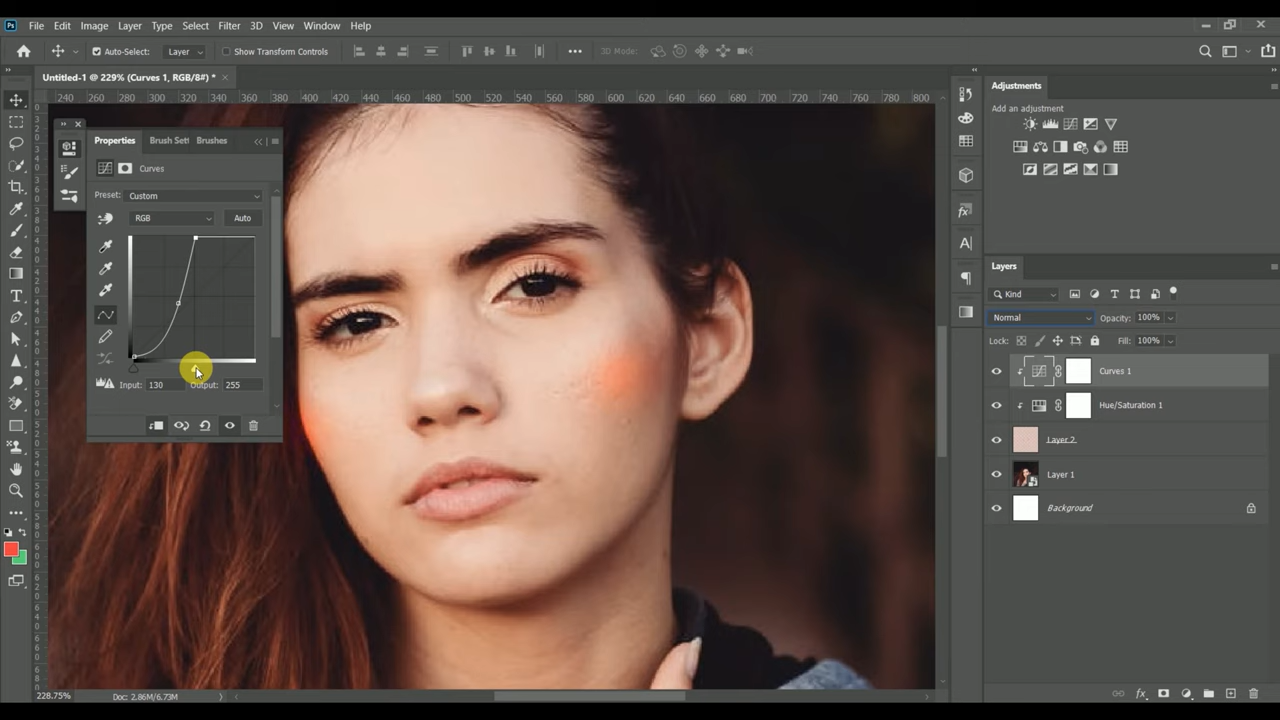 Ps File Edit Image Layer Type Select Filter 3D View Window Help
Auto-Select: Layer Show Transform Controls 3D Mode:
Untitled-1 @ 229% (Curves 1, RGB/8#) *
240 260 280 300 320 340 360 380 400 420 440 460 480 500 520 540 560 580 600 620 640 660 680 700 720 740 760 780 800
Properties Brush Sett Brushes
Curves
Preset: Custom
RGB Auto
Input: 130 Output: 255
Adjustments
Add an adjustment
Layers
Kind
Normal Opacity: 100%
Lock: Fill: 100%
Curves 1
Hue/Saturation 1
Layer 2
Layer 1
Background
228.75% Doc: 2.86M/6.73M